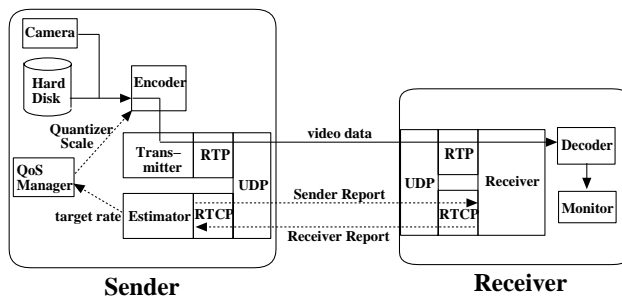 Camera
Hard
Disk
Encoder
Quantizer
Scale
video data
Trans–
mitter
RTP
UDP
QoS
Manager
target rate
Estimator
RTCP
Sender Report
Receiver Report
UDP
RTP
RTCP
Receiver
Decoder
Monitor
Sender
Receiver